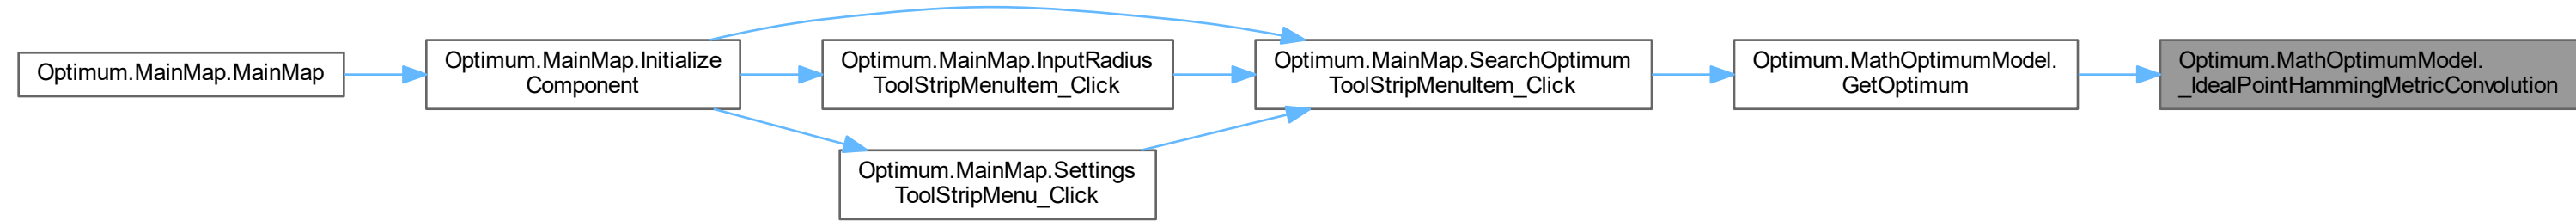 Optimum.MainMap.MainMap
Optimum.MainMap.Initialize
Component
Optimum.MainMap.InputRadius
ToolStripMenuItem_Click
Optimum.MainMap.Settings
ToolStripMenu_Click
Optimum.MainMap.SearchOptimum
ToolStripMenuItem_Click
Optimum.MathOptimumModel.
GetOptimum
Optimum.MathOptimumModel.
_IdealPointHammingMetricConvolution